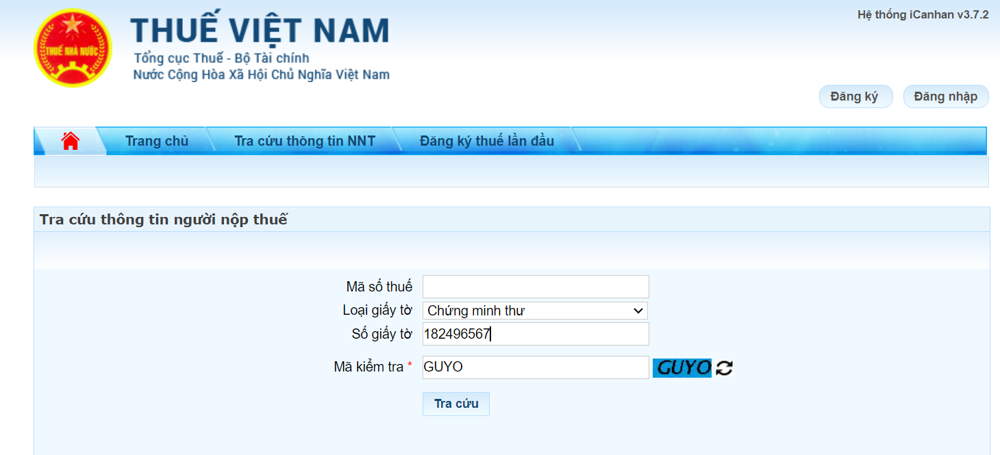 Hệ thống iCanhan v3.7.2
THUẾ NHÀ NƯỚC
THUẾ VIỆT NAM
Tổng cục Thuế - Bộ Tài chính
Nước Cộng Hòa Xã Hội Chủ Nghĩa Việt Nam
Đăng ký Đăng nhập
Trang chủ Tra cứu thông tin NNT Đăng ký thuế lần đầu
Tra cứu thông tin người nộp thuế
Mã số thuế
Loại giấy tờ Chứng minh thư
Số giấy tờ 182496567
Mã kiểm tra * GUYO GUYO
Tra cứu